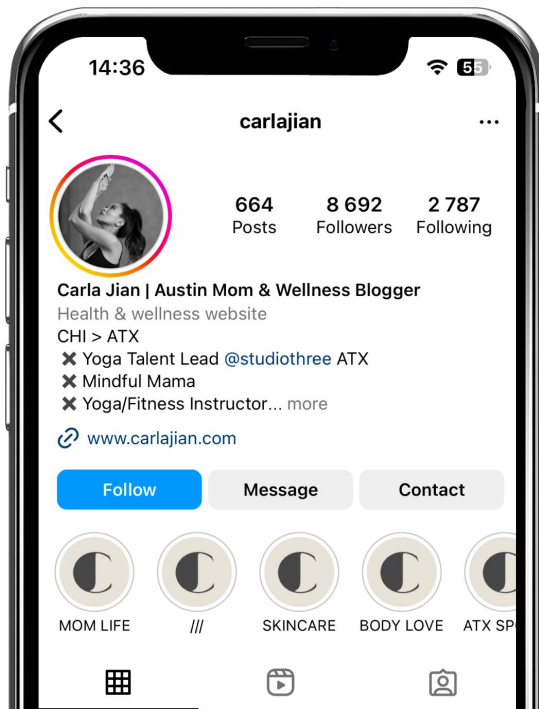 14:36
55
carlajian
664
8 692
2 787
Posts
Followers
Following
Carla Jian | Austin Mom & Wellness Blogger
Health & wellness website
CHI > ATX
✖ Yoga Talent Lead @studiothree ATX
✖ Mindful Mama
✖ Yoga/Fitness Instructor... more
www.carlajian.com
Follow
Message
Contact
MOM LIFE
///
SKINCARE
BODY LOVE
ATX SP